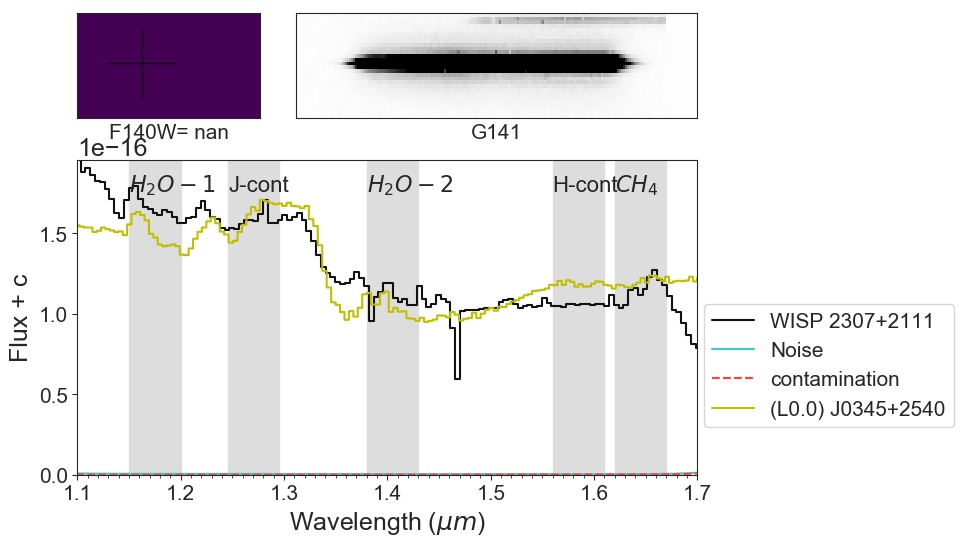 F140W= nan
G141
1e−16
H₂O − 1
J-cont
H₂O − 2
H-cont
CH₄
1.5
1.0
0.5
0.0
Flux + c
1.1
1.2
1.3
1.4
1.5
1.6
1.7
Wavelength (μm)
WISP 2307+2111
Noise
contamination
(L0.0) J0345+2540